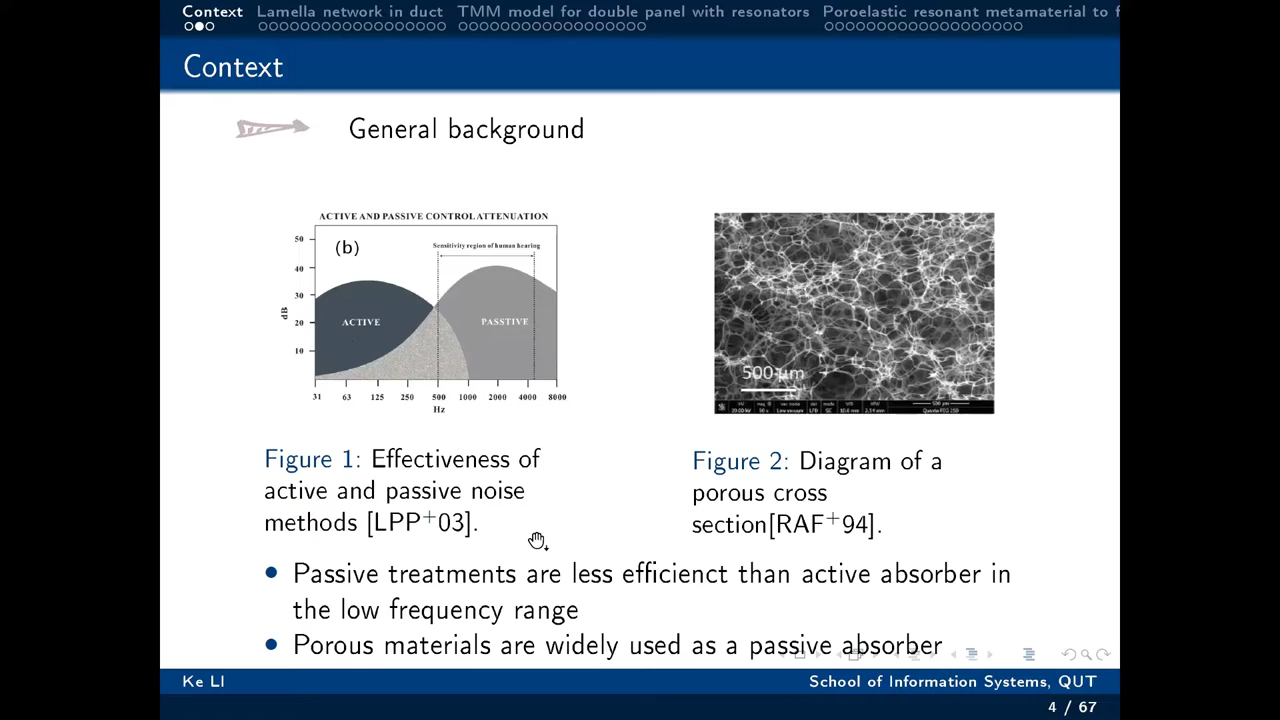 Context Lamella network in duct TMM model for double panel with resonators Poroelastic resonant metamaterial to f
Context
General background
ACTIVE AND PASSIVE CONTROL ATTENUATION
(b)
Sensitivity region of human hearing
50
40
30
20
10
dB
ACTIVE
PASSTIVE
31 63 125 250 500 1000 2000 4000 8000
Hz
500 μm
Figure 1: Effectiveness of
active and passive noise
methods [LPP+03].
Figure 2: Diagram of a
porous cross
section[RAF+94].
• Passive treatments are less efficienct than active absorber in
the low frequency range
• Porous materials are widely used as a passive absorber
Ke LI School of Information Systems, QUT
4 / 67